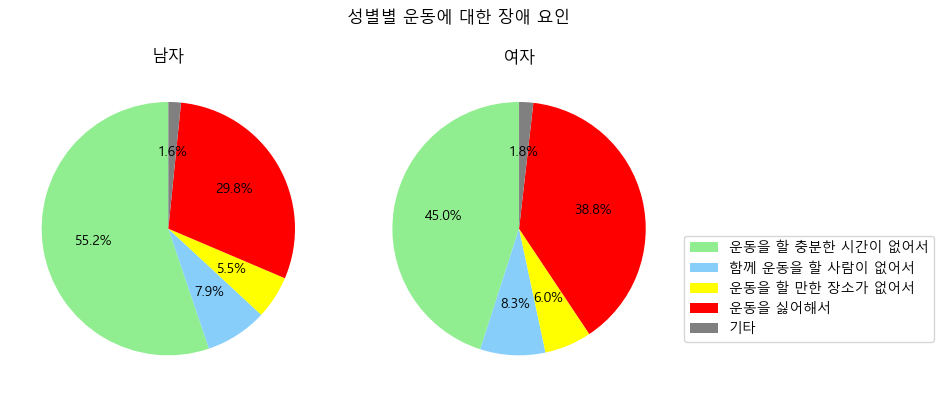 성별별 운동에 대한 장애 요인
남자
1.6%
29.8%
55.2%
5.5%
7.9%
여자
1.8%
38.8%
45.0%
6.0%
8.3%
운동을 할 충분한 시간이 없어서
함께 운동을 할 사람이 없어서
운동을 할 만한 장소가 없어서
운동을 싫어해서
기타